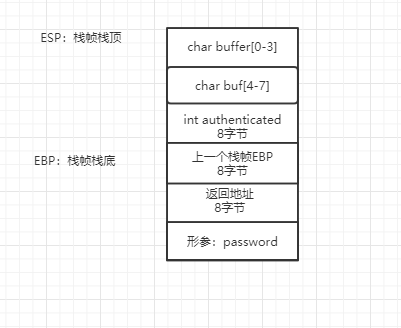 ESP：栈帧栈顶
char buffer[0-3]
char buf[4-7]
int authenticated
8字节
EBP：栈帧栈底
上一个栈帧EBP
8字节
返回地址
8字节
形参：password